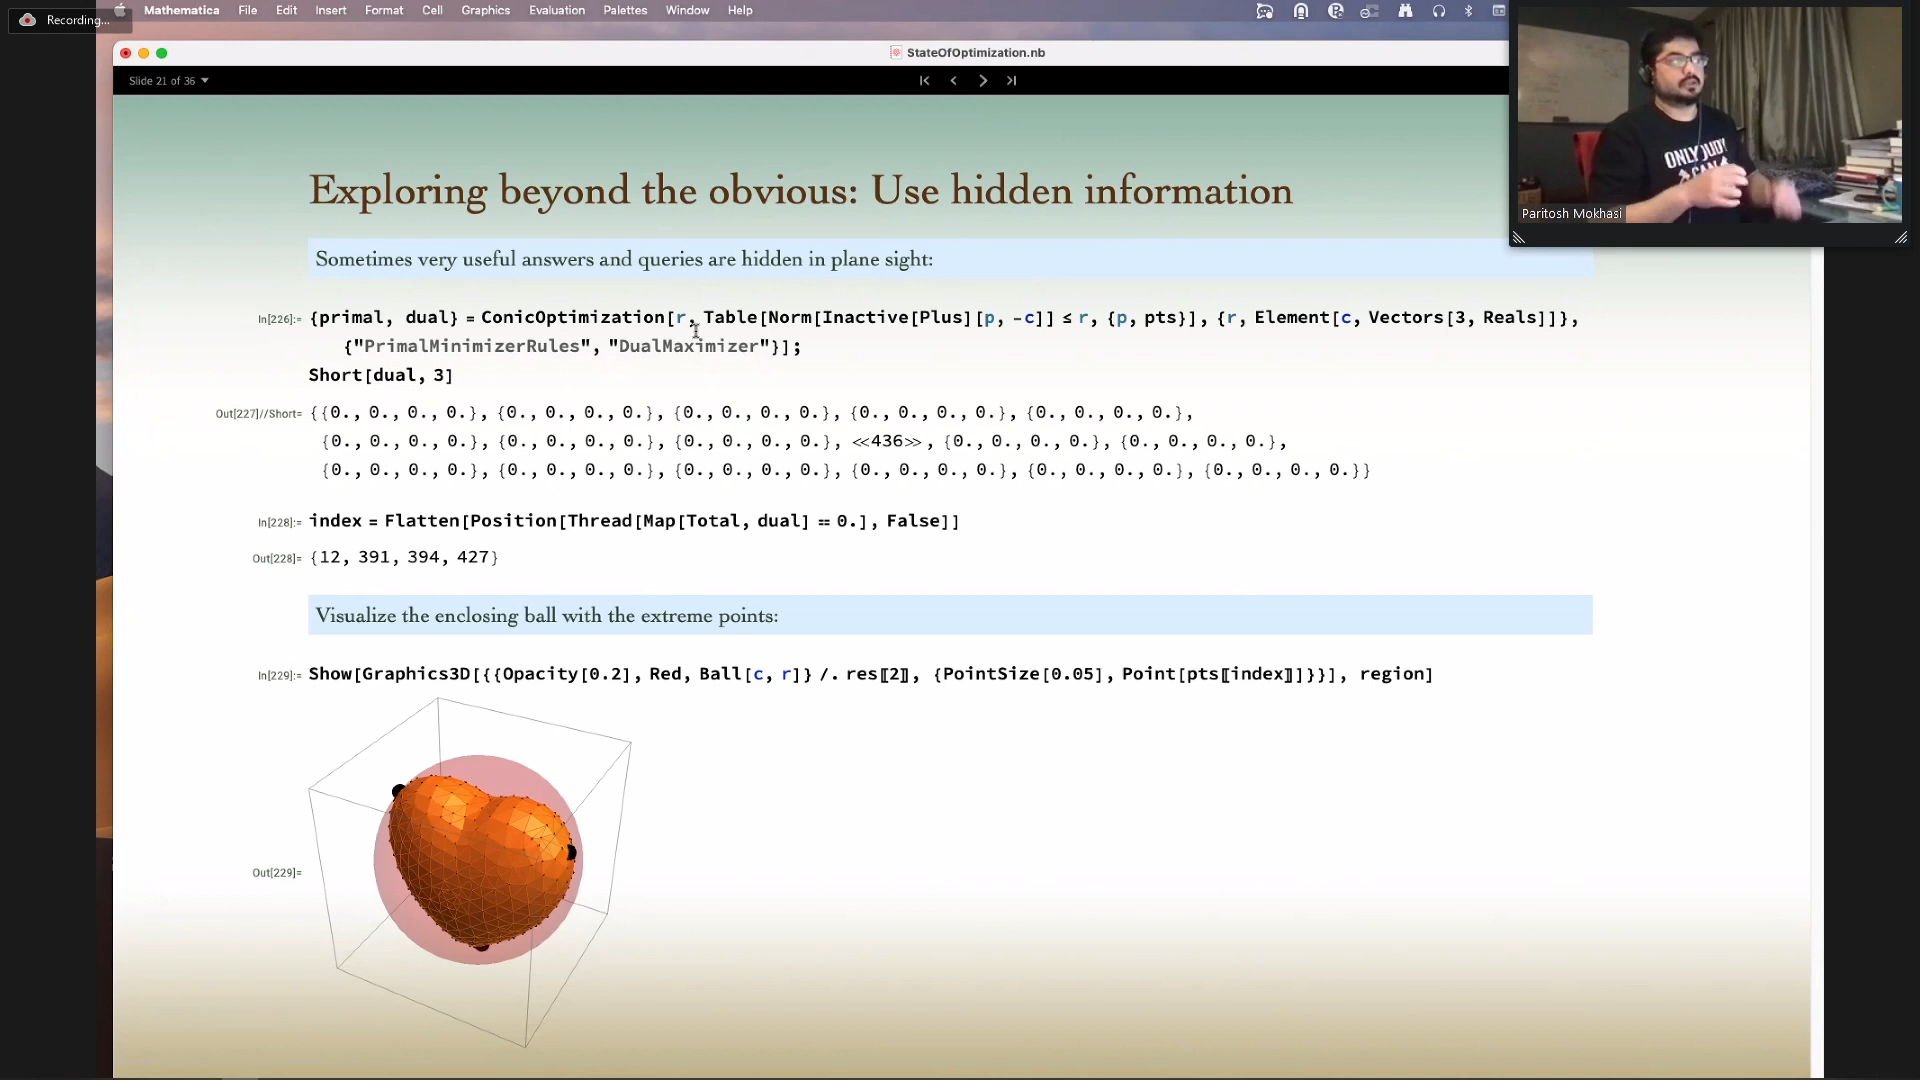 Recording...
Mathematica File Edit Insert Format Cell Graphics Evaluation Palettes Window Help
StateOfOptimization.nb
Slide 21 of 36
ONLY JUDY
CAN
Paritosh Mokhasi
Exploring beyond the obvious: Use hidden information
Sometimes very useful answers and queries are hidden in plane sight:
In[226]:= {primal, dual} = ConicOptimization[r, Table[Norm[Inactive[Plus][p, -c]] ≤ r, {p, pts}], {r, Element[c, Vectors[3, Reals]]},
{"PrimalMinimizerRules", "DualMaximizer"}];
Short[dual, 3]
Out[227]//Short= {{0., 0., 0., 0.}, {0., 0., 0., 0.}, {0., 0., 0., 0.}, {0., 0., 0., 0.}, {0., 0., 0., 0.},
{0., 0., 0., 0.}, {0., 0., 0., 0.}, {0., 0., 0., 0.}, <<436>>, {0., 0., 0., 0.}, {0., 0., 0., 0.},
{0., 0., 0., 0.}, {0., 0., 0., 0.}, {0., 0., 0., 0.}, {0., 0., 0., 0.}, {0., 0., 0., 0.}, {0., 0., 0., 0.}}
In[228]:= index = Flatten[Position[Thread[Map[Total, dual] == 0.], False]]
Out[228]= {12, 391, 394, 427}
Visualize the enclosing ball with the extreme points:
In[229]:= Show[Graphics3D[{{Opacity[0.2], Red, Ball[c, r]} /. res[[2]], {PointSize[0.05], Point[pts[[index]]]}}], region]
Out[229]=